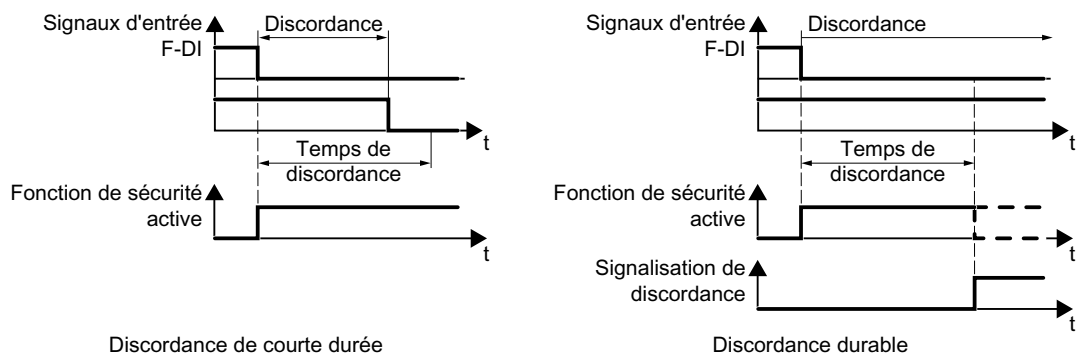 Signaux d'entrée
F-DI
Discordance
t
Temps de
discordance
Fonction de sécurité
active
t
Discordance de courte durée
Signaux d'entrée
F-DI
Discordance
t
Temps de
discordance
Fonction de sécurité
active
t
Signalisation de
discordance
t
Discordance durable